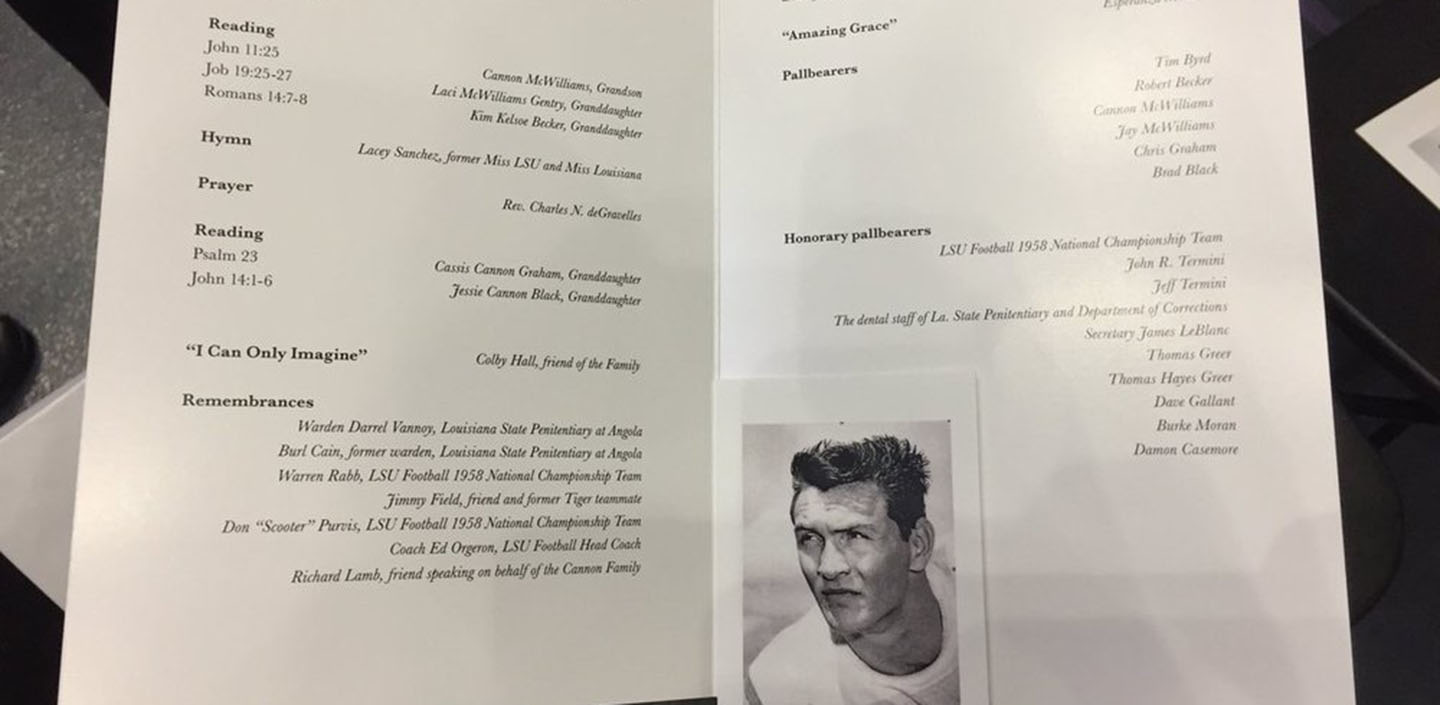 Reading
John 11:25
Cannon McWilliams, Grandson
Job 19:25-27
Laci McWilliams Gentry, Granddaughter
Romans 14:7-8
Kim Kelsoe Becker, Granddaughter
Hymn
Lacey Sanchez, former Miss LSU and Miss Louisiana
Prayer
Rev. Charles N. deGravelles
Reading
Psalm 23
Cassis Cannon Graham, Granddaughter
John 14:1-6
Jessie Cannon Black, Granddaughter
“I Can Only Imagine”
Colby Hall, friend of the Family
Remembrances
Warden Darrel Vannoy, Louisiana State Penitentiary at Angola
Burl Cain, former warden, Louisiana State Penitentiary at Angola
Warren Rabb, LSU Football 1958 National Championship Team
Jimmy Field, friend and former Tiger teammate
Don “Scooter” Purvis, LSU Football 1958 National Championship Team
Coach Ed Orgeron, LSU Football Head Coach
Richard Lamb, friend speaking on behalf of the Cannon Family
“Amazing Grace”
Pallbearers
Tim Byrd
Robert Becker
Cannon McWilliams
Jay McWilliams
Chris Graham
Brad Black
Honorary pallbearers
LSU Football 1958 National Championship Team
John R. Termini
Jeff Termini
The dental staff of La. State Penitentiary and Department of Corrections
Secretary James LeBlanc
Thomas Greer
Thomas Hayes Greer
Dave Gallant
Burke Moran
Damon Casemore